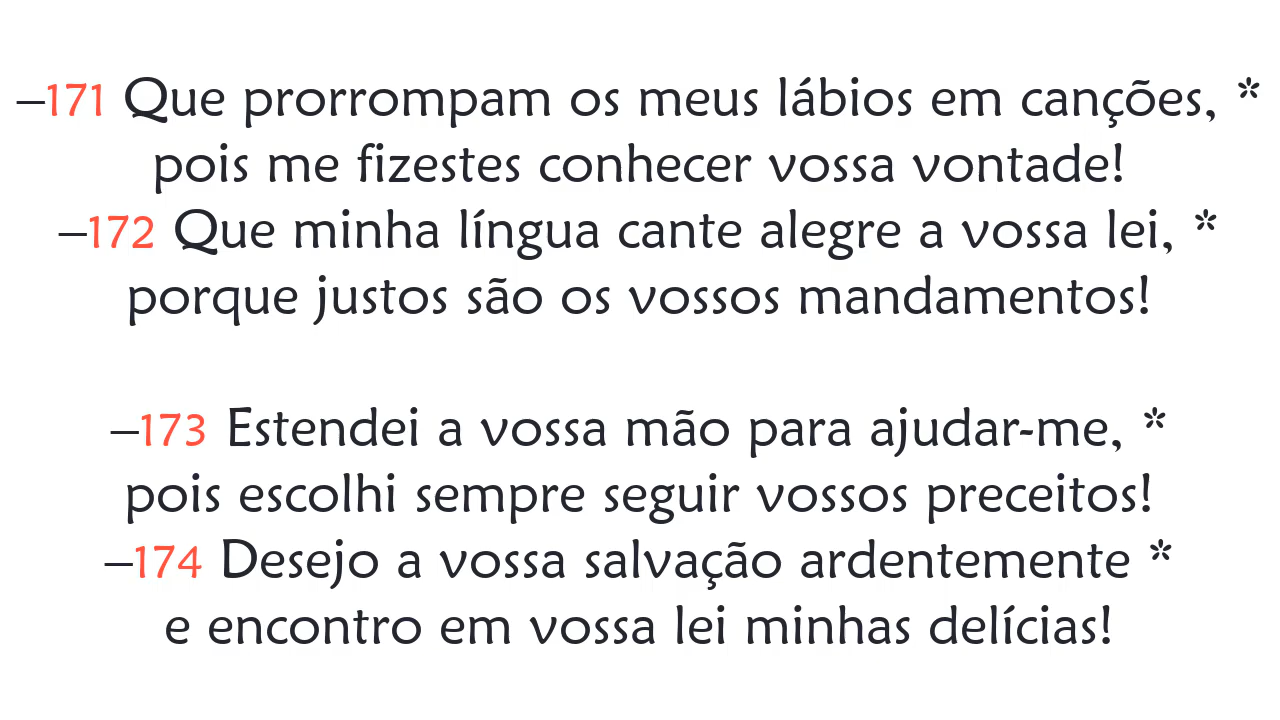 –171 Que prorrompam os meus lábios em canções, *
pois me fizestes conhecer vossa vontade!
–172 Que minha língua cante alegre a vossa lei, *
porque justos são os vossos mandamentos!
–173 Estendei a vossa mão para ajudar-me, *
pois escolhi sempre seguir vossos preceitos!
–174 Desejo a vossa salvação ardentemente *
e encontro em vossa lei minhas delícias!